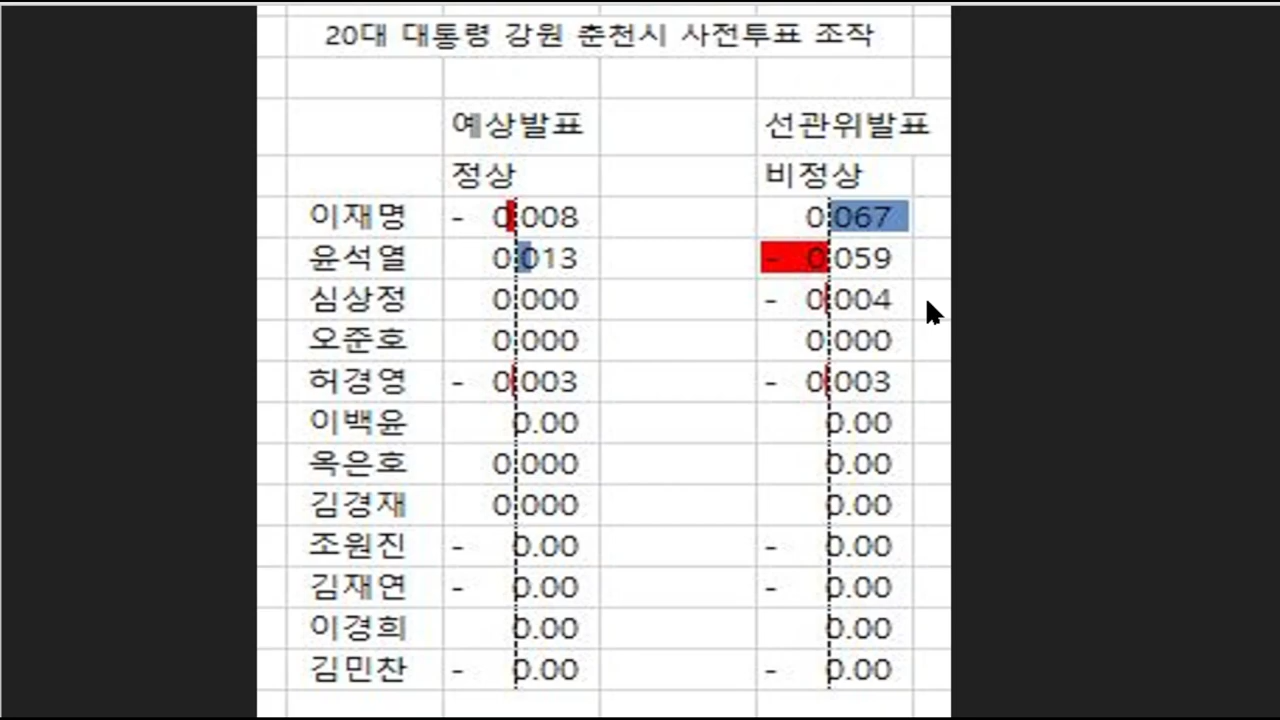 20대 대통령 강원 춘천시 사전투표 조작
예상발표 선관위발표
정상 비정상
이재명 - 0.008 0.067
윤석열 0.013 - 0.059
심상정 0.000 - 0.004
오준호 0.000 0.000
허경영 - 0.003 - 0.003
이백윤 0.00 0.00
옥은호 0.000 0.00
김경재 0.000 0.00
조원진 - 0.00 - 0.00
김재연 - 0.00 - 0.00
이경희 0.00 0.00
김민찬 - 0.00 - 0.00